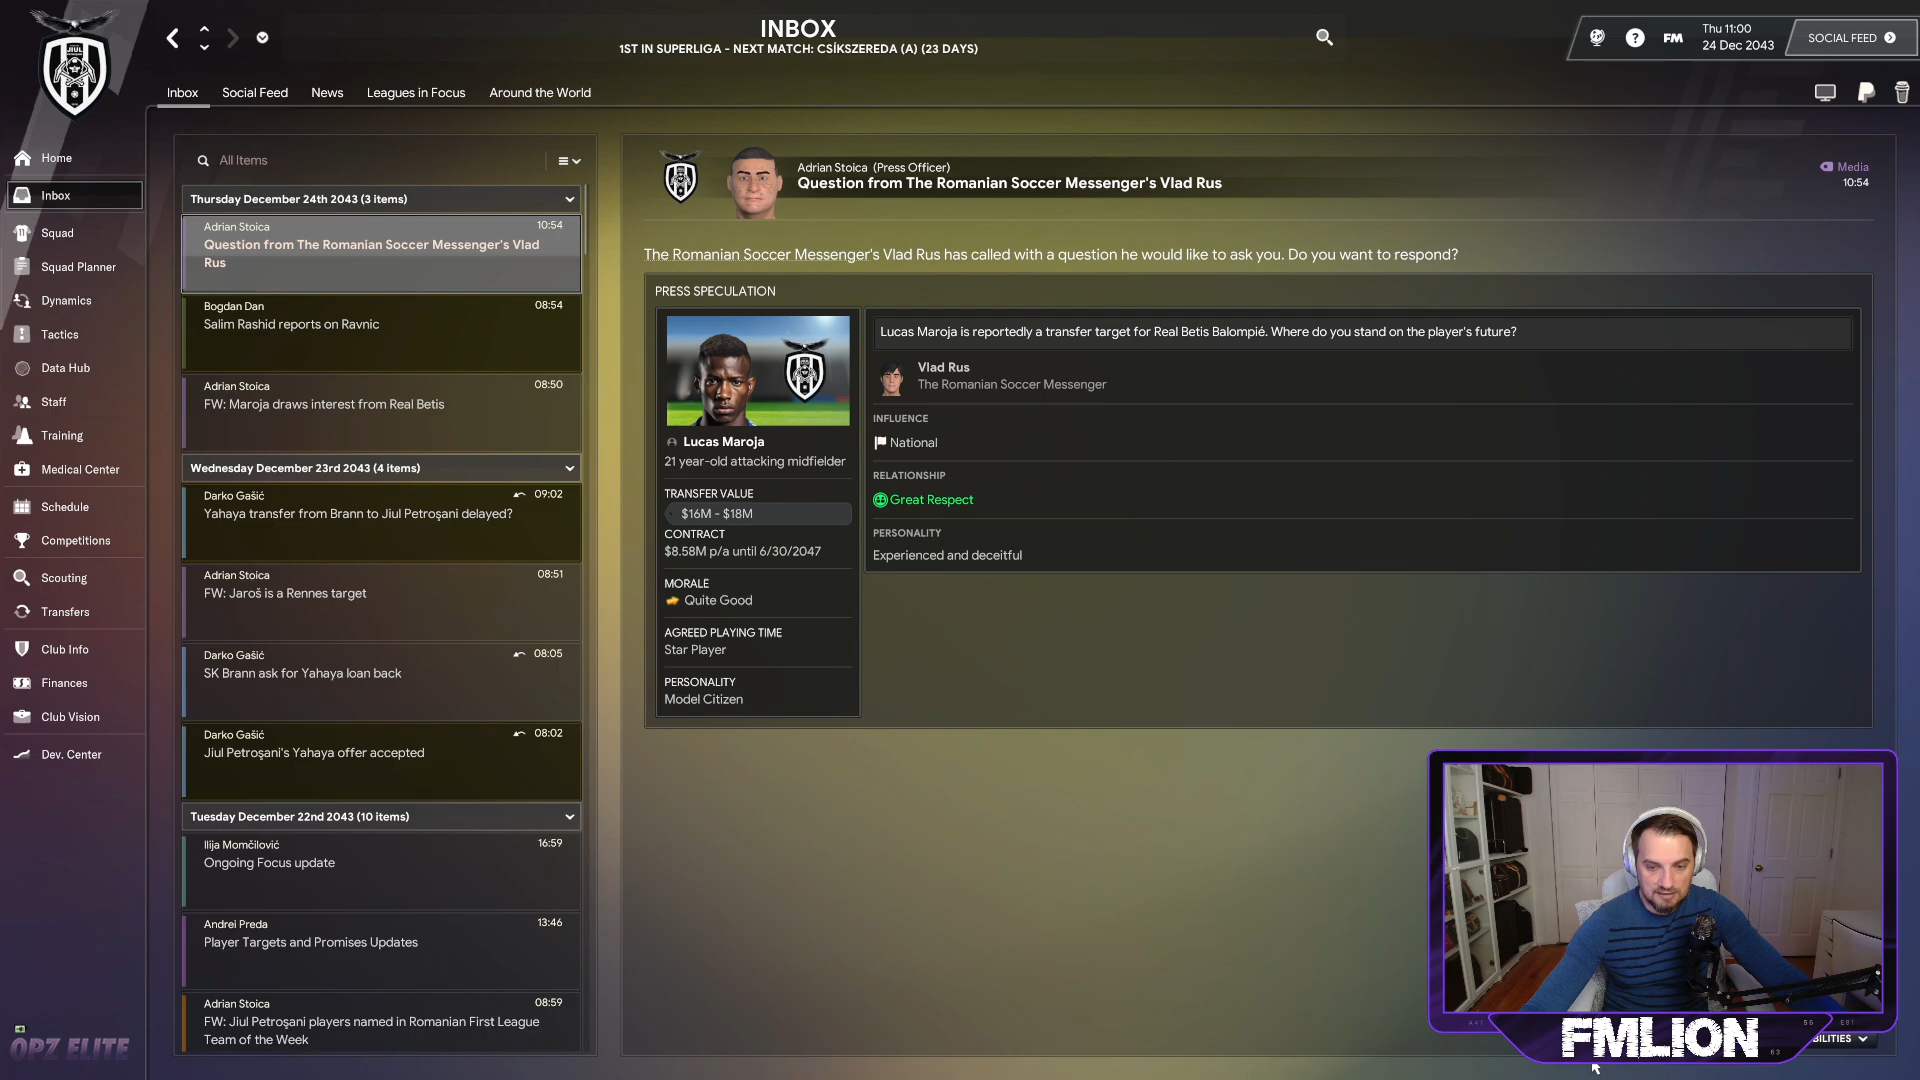 INBOX
1ST IN SUPERLIGA - NEXT MATCH: CSÍKSZEREDA (A) (23 DAYS)
FM
Thu 11:00
24 Dec 2043
SOCIAL FEED
JIUL
Inbox
Social Feed
News
Leagues in Focus
Around the World
Home
Inbox
Squad
Squad Planner
Dynamics
Tactics
Data Hub
Staff
Training
Medical Center
Schedule
Competitions
Scouting
Transfers
Club Info
Finances
Club Vision
Dev. Center
OPZ ELITE
All Items
Thursday December 24th 2043 (3 items)
Adrian Stoica 10:54
Question from The Romanian Soccer Messenger's Vlad
Rus
Bogdan Dan 08:54
Salim Rashid reports on Ravnic
Adrian Stoica 08:50
FW: Maroja draws interest from Real Betis
Wednesday December 23rd 2043 (4 items)
Darko Gašić 09:02
Yahaya transfer from Brann to Jiul Petroşani delayed?
Adrian Stoica 08:51
FW: Jaroš is a Rennes target
Darko Gašić 08:05
SK Brann ask for Yahaya loan back
Darko Gašić 08:02
Jiul Petroşani's Yahaya offer accepted
Tuesday December 22nd 2043 (10 items)
Ilija Momčilović 16:59
Ongoing Focus update
Andrei Preda 13:46
Player Targets and Promises Updates
Adrian Stoica 08:59
FW: Jiul Petroşani players named in Romanian First League
Team of the Week
Adrian Stoica (Press Officer)
Question from The Romanian Soccer Messenger's Vlad Rus
Media
10:54
The Romanian Soccer Messenger's Vlad Rus has called with a question he would like to ask you. Do you want to respond?
PRESS SPECULATION
Lucas Maroja
21 year-old attacking midfielder
TRANSFER VALUE
$16M - $18M
CONTRACT
$8.58M p/a until 6/30/2047
MORALE
Quite Good
AGREED PLAYING TIME
Star Player
PERSONALITY
Model Citizen
Lucas Maroja is reportedly a transfer target for Real Betis Balompié. Where do you stand on the player's future?
Vlad Rus
The Romanian Soccer Messenger
INFLUENCE
National
RELATIONSHIP
Great Respect
PERSONALITY
Experienced and deceitful
FMLION
BILITIES